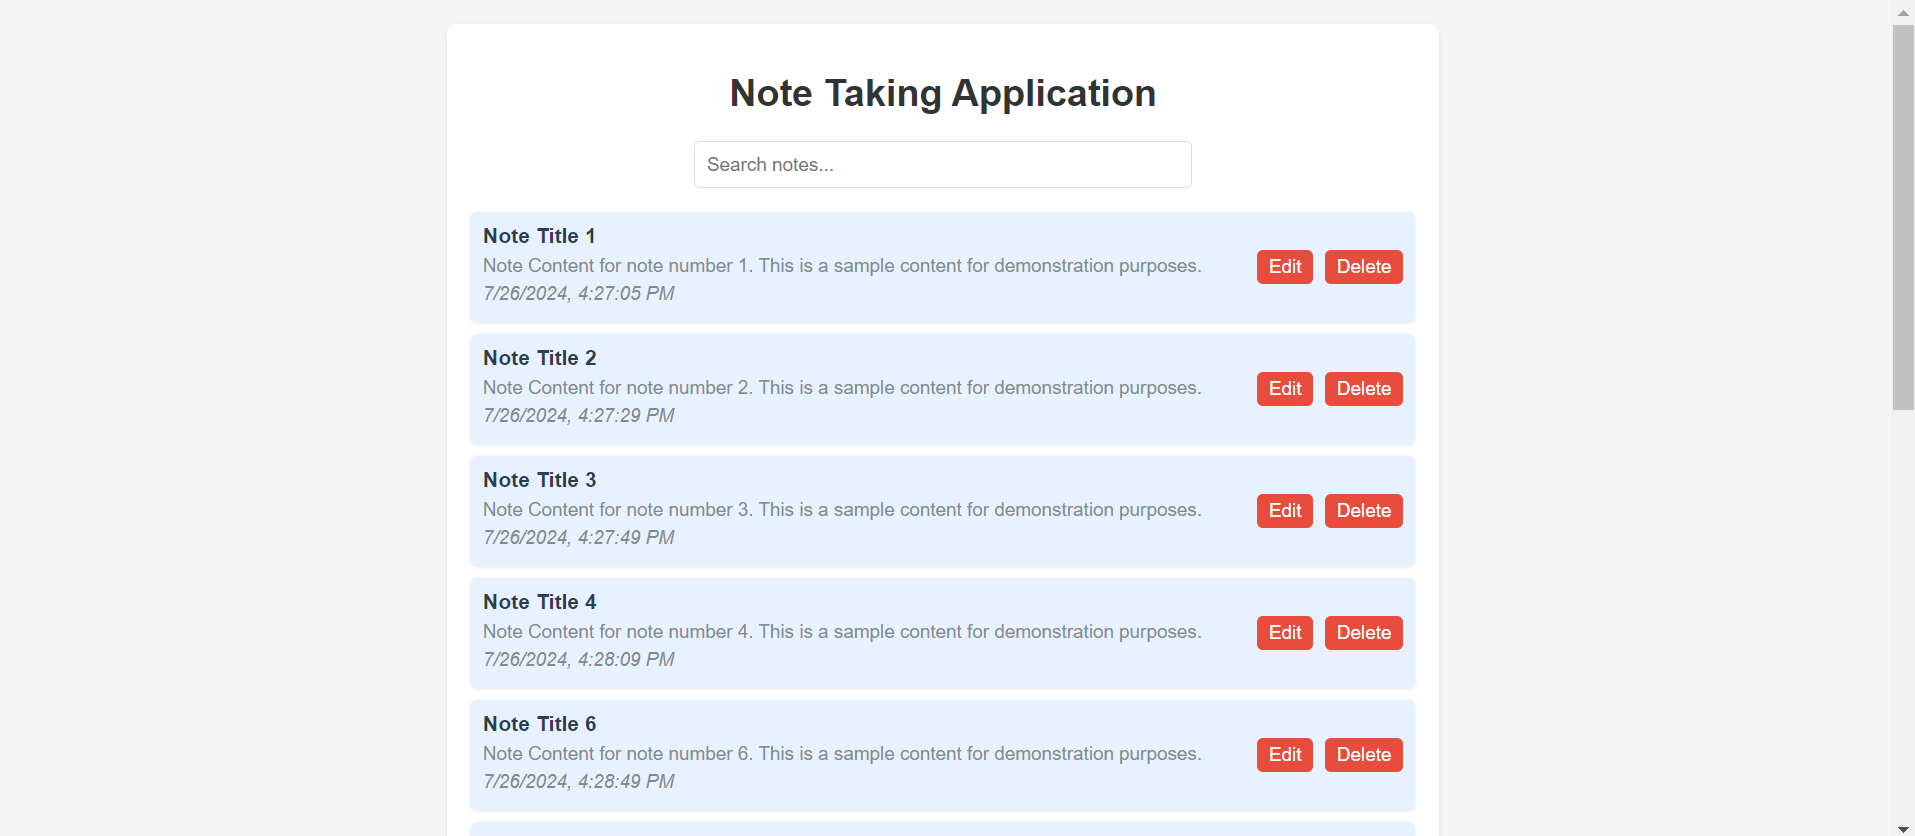 Note Taking Application
Search notes...
Note Title 1
Note Content for note number 1. This is a sample content for demonstration purposes.
7/26/2024, 4:27:05 PM
Edit
Delete
Note Title 2
Note Content for note number 2. This is a sample content for demonstration purposes.
7/26/2024, 4:27:29 PM
Edit
Delete
Note Title 3
Note Content for note number 3. This is a sample content for demonstration purposes.
7/26/2024, 4:27:49 PM
Edit
Delete
Note Title 4
Note Content for note number 4. This is a sample content for demonstration purposes.
7/26/2024, 4:28:09 PM
Edit
Delete
Note Title 6
Note Content for note number 6. This is a sample content for demonstration purposes.
7/26/2024, 4:28:49 PM
Edit
Delete